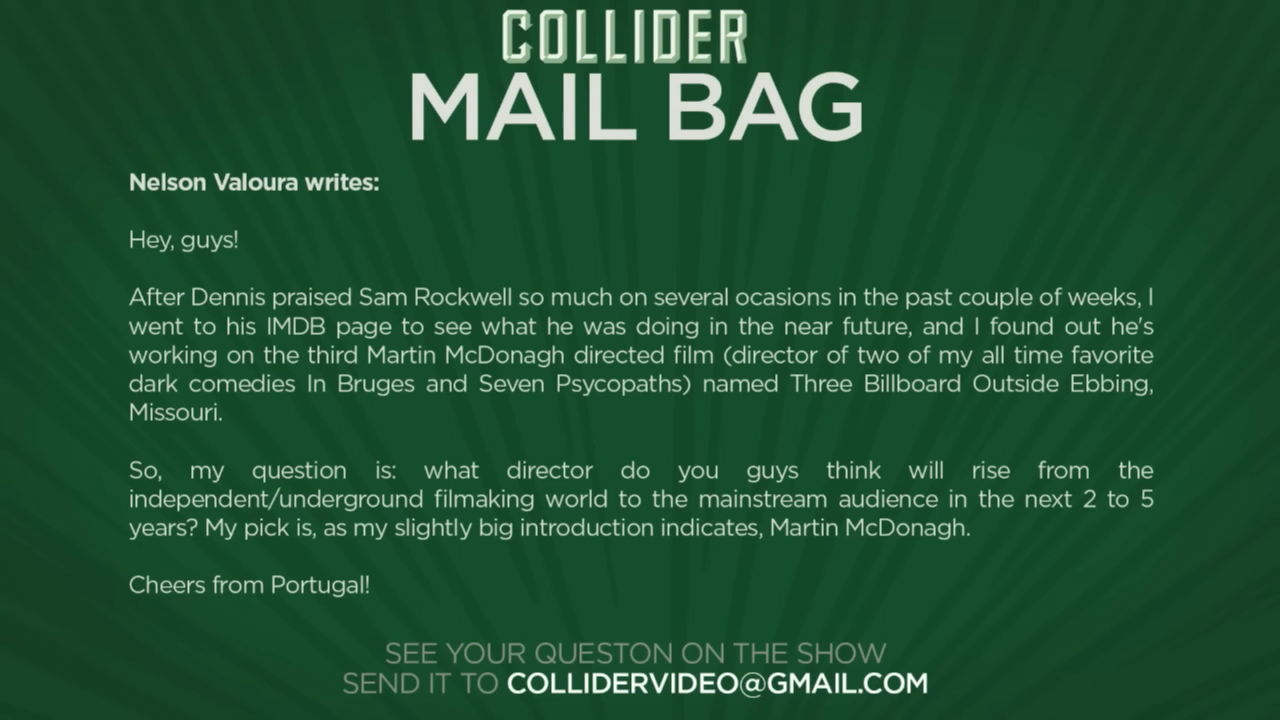 COLLIDER
MAIL BAG
Nelson Valoura writes:
Hey, guys!
After Dennis praised Sam Rockwell so much on several ocasions in the past couple of weeks, I
went to his IMDB page to see what he was doing in the near future, and I found out he's
working on the third Martin McDonagh directed film (director of two of my all time favorite
dark comedies In Bruges and Seven Psycopaths) named Three Billboard Outside Ebbing,
Missouri.
So, my question is: what director do you guys think will rise from the
independent/underground filmaking world to the mainstream audience in the next 2 to 5
years? My pick is, as my slightly big introduction indicates, Martin McDonagh.
Cheers from Portugal!
SEE YOUR QUESTON ON THE SHOW
SEND IT TO COLLIDERVIDEO@GMAIL.COM